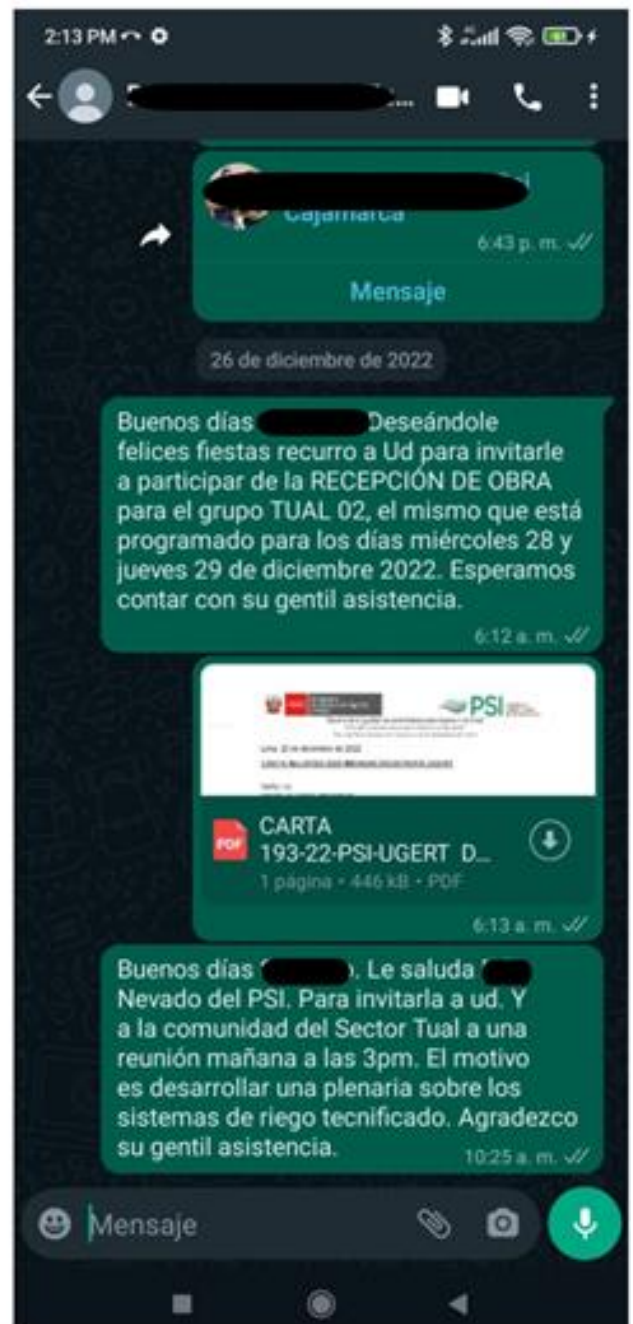 2:13 PM
Cajamarca
6:43 p. m.
Mensaje
26 de diciembre de 2022
Buenos días Deseándole
felices fiestas recurro a Ud para invitarle
a participar de la RECEPCIÓN DE OBRA
para el grupo TUAL 02, el mismo que está
programado para los días miércoles 28 y
jueves 29 de diciembre 2022. Esperamos
contar con su gentil asistencia.
6:12 a. m.
PSI
CARTA
PDF
193-22-PSI-UGERT D...
1 página • 446 kB • PDF
6:13 a. m.
Buenos días . Le saluda
Nevado del PSI. Para invitarla a ud. Y
a la comunidad del Sector Tual a una
reunión mañana a las 3pm. El motivo
es desarrollar una plenaria sobre los
sistemas de riego tecnificado. Agradezco
su gentil asistencia.
10:25 a. m.
Mensaje